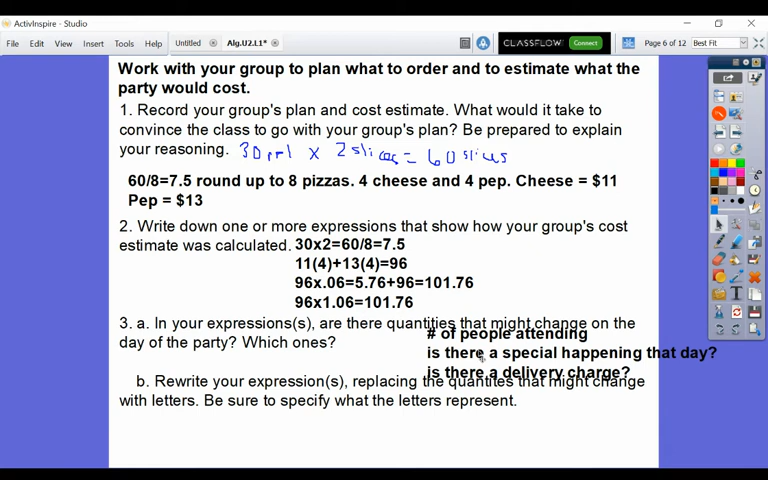 ActivInspire - Studio
File Edit View Insert Tools Help Untitled Alg.U2.L1* CLASSFLOW Connect Page 6 of 12 Best Fit
Work with your group to plan what to order and to estimate what the
party would cost.
1. Record your group's plan and cost estimate. What would it take to
convince the class to go with your group's plan? Be prepared to explain
your reasoning. 30 ppl x 2 slices = 60 slices
60/8=7.5 round up to 8 pizzas. 4 cheese and 4 pep. Cheese = $11
Pep = $13
2. Write down one or more expressions that show how your group's cost
estimate was calculated. 30x2=60/8=7.5
11(4)+13(4)=96
96x.06=5.76+96=101.76
96x1.06=101.76
3. a. In your expressions(s), are there quantities that might change on the
day of the party? Which ones?
# of people attending
is there a special happening that day?
is there a delivery charge?
b. Rewrite your expression(s), replacing the quantites that might change
with letters. Be sure to specify what the letters represent.